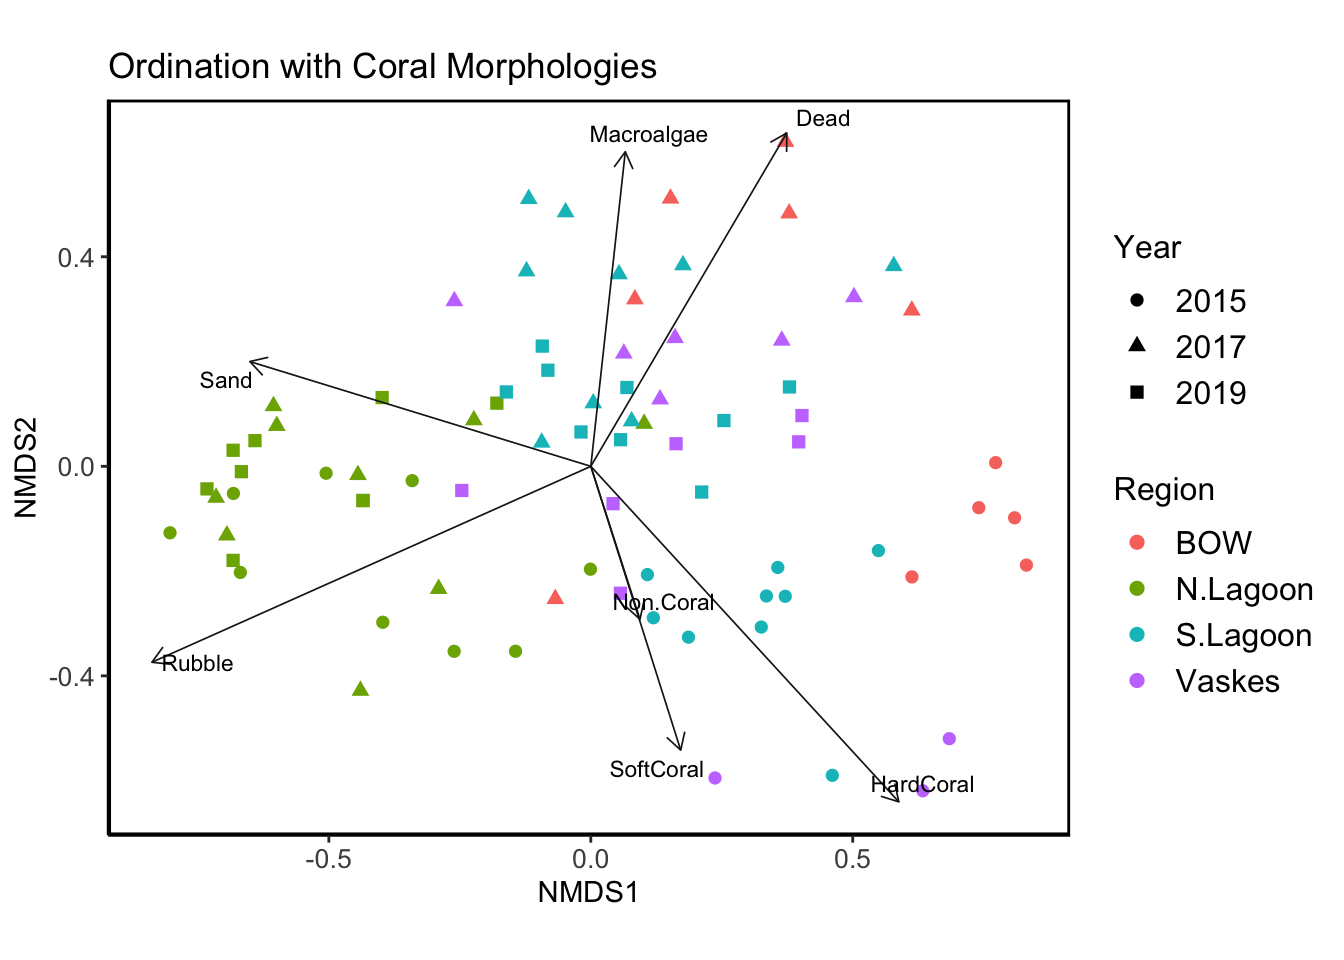 Ordination with Coral Morphologies
Dead
Macroalgae
Year
0.4
2015
2017
Sand
2019
NMDS2
0.0
Region
BOW
N.Lagoon
Non.Coral
S.Lagoon
Rubble
-0.4
Vaskes
SoftCoral
HardCoral
-0.5
0.0
0.5
NMDS1